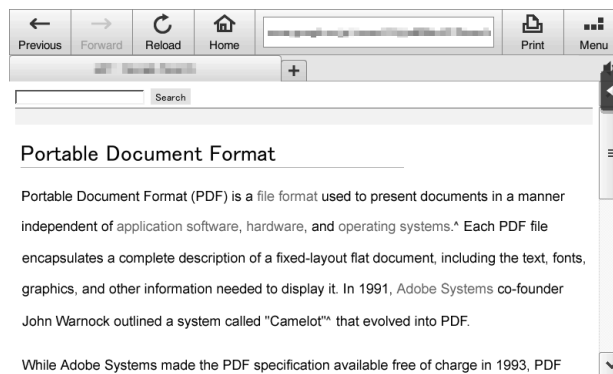 Previous Forward Reload Home Print Menu
+
Search
Portable Document Format
Portable Document Format (PDF) is a file format used to present documents in a manner
independent of application software, hardware, and operating systems.^ Each PDF file
encapsulates a complete description of a fixed-layout flat document, including the text, fonts,
graphics, and other information needed to display it. In 1991, Adobe Systems co-founder
John Warnock outlined a system called "Camelot"^ that evolved into PDF.
While Adobe Systems made the PDF specification available free of charge in 1993, PDF